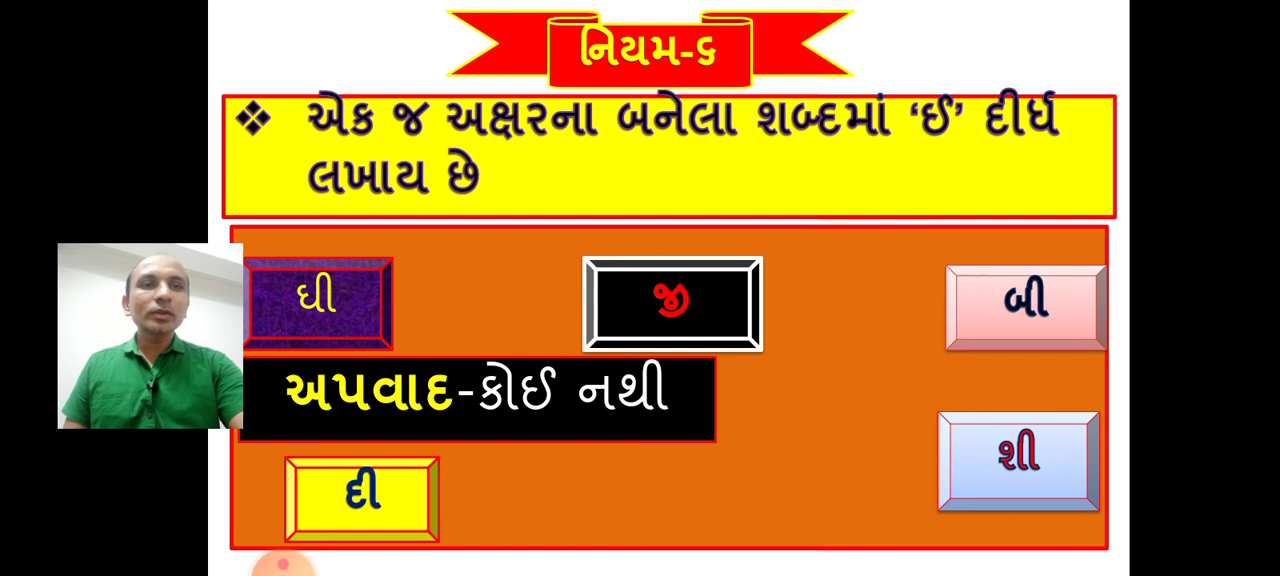 નિયમ-૬
❖ એક જ અક્ષરના બનેલા શબ્દમાં ‘ઈ’ દીર્ઘ
લખાય છે
ઘી
જી
બી
અપવાદ-કોઈ નથી
શી
દી